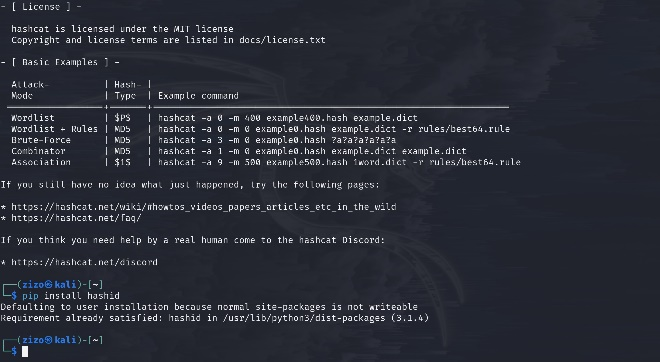 - [ License ] -
hashcat is licensed under the MIT license
Copyright and license terms are listed in docs/license.txt
- [ Basic Examples ] -
Attack- | Hash- |
Mode | Type | Example command
Wordlist | $P$ | hashcat -a 0 -m 400 example400.hash example.dict
Wordlist + Rules | MD5 | hashcat -a 0 -m 0 example0.hash example.dict -r rules/best64.rule
Brute-Force | MD5 | hashcat -a 3 -m 0 example0.hash ?a?a?a?a?a?a
Combinator | MD5 | hashcat -a 1 -m 0 example0.hash example.dict example.dict
Association | $1$ | hashcat -a 9 -m 500 example500.hash 1word.dict -r rules/best64.rule
If you still have no idea what just happened, try the following pages:
* https://hashcat.net/wiki/#howtos_videos_papers_articles_etc_in_the_wild
* https://hashcat.net/faq/
If you think you need help by a real human come to the hashcat Discord:
* https://hashcat.net/discord
┌──(zizo㉿kali)-[~]
└─$ pip install hashid
Defaulting to user installation because normal site-packages is not writeable
Requirement already satisfied: hashid in /usr/lib/python3/dist-packages (3.1.4)
┌──(zizo㉿kali)-[~]
└─$